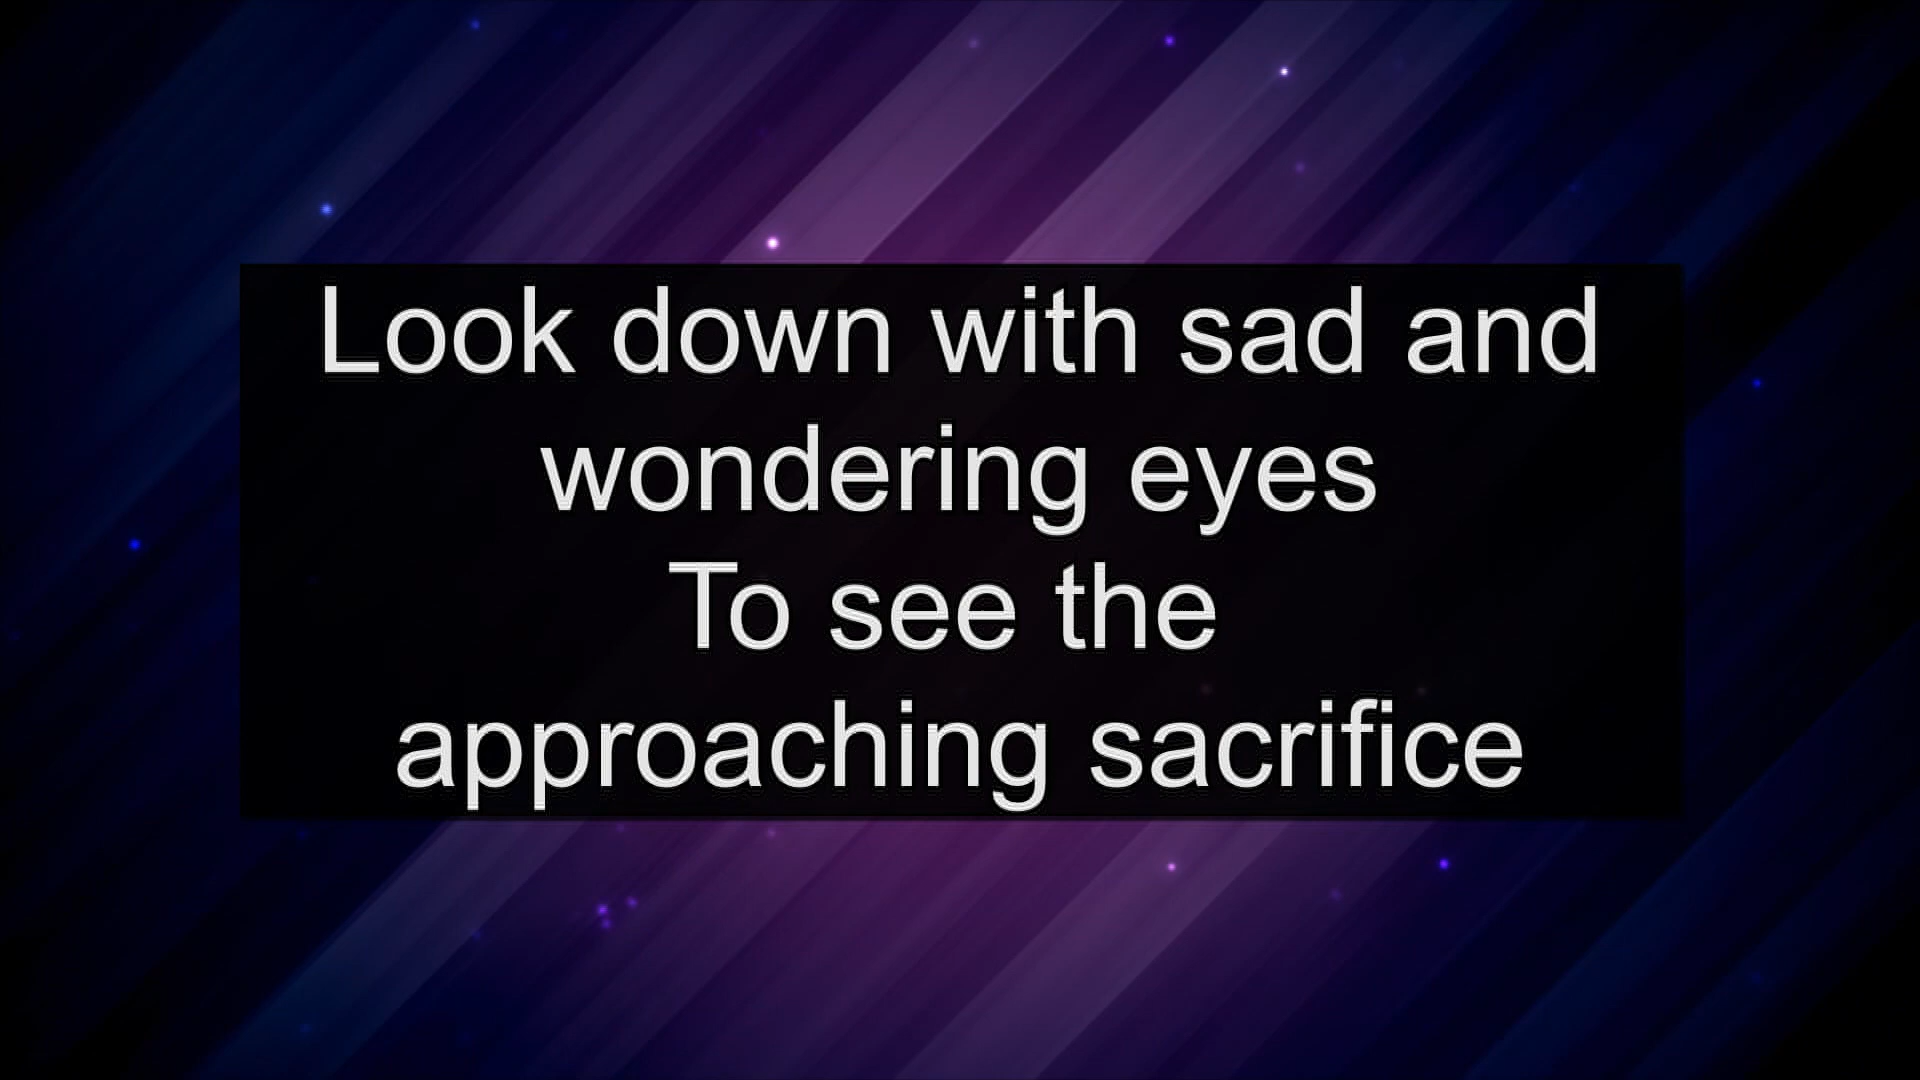 Look down with sad and
wondering eyes
To see the
approaching sacrifice